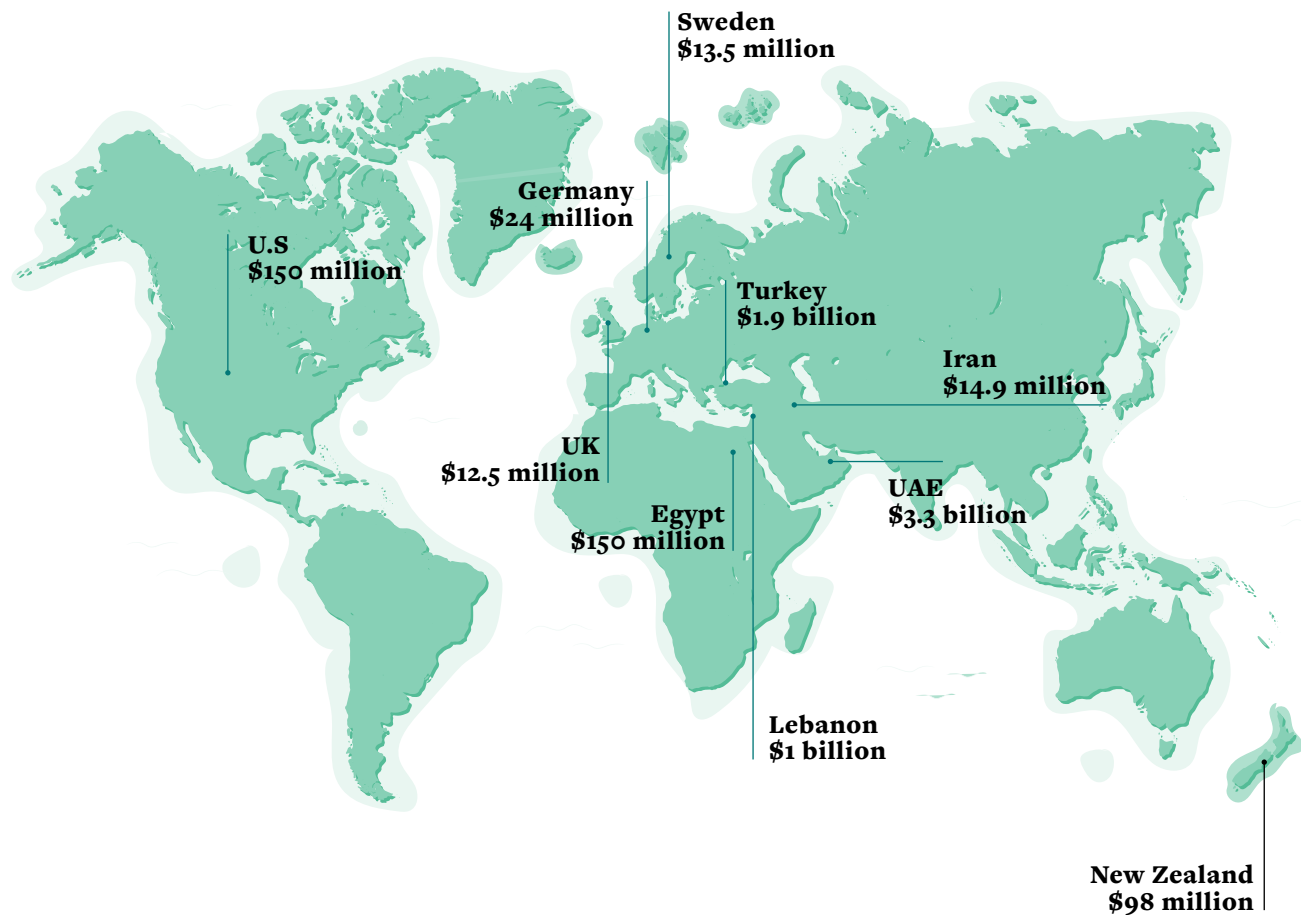 Sweden
$13.5 million
Germany
$24 million
U.S
$150 million
Turkey
$1.9 billion
Iran
$14.9 million
UK
$12.5 million
UAE
$3.3 billion
Egypt
$150 million
Lebanon
$1 billion
New Zealand
$98 million